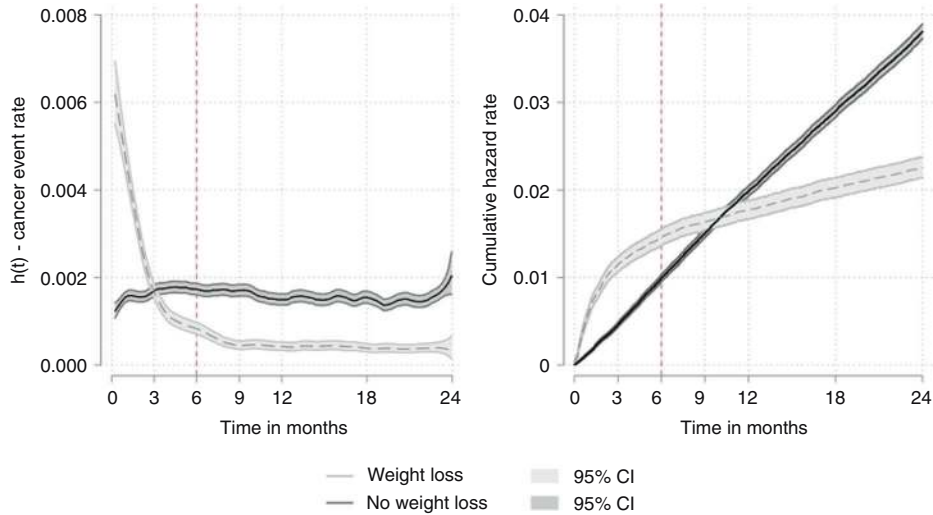 h(t) - cancer event rate
0.008
0.006
0.004
0.002
0.000
0 3 6 9 12 18 24
Time in months
Cumulative hazard rate
0.04
0.03
0.02
0.01
0
0 3 6 9 12 18 24
Time in months
Weight loss 95% CI
No weight loss 95% CI